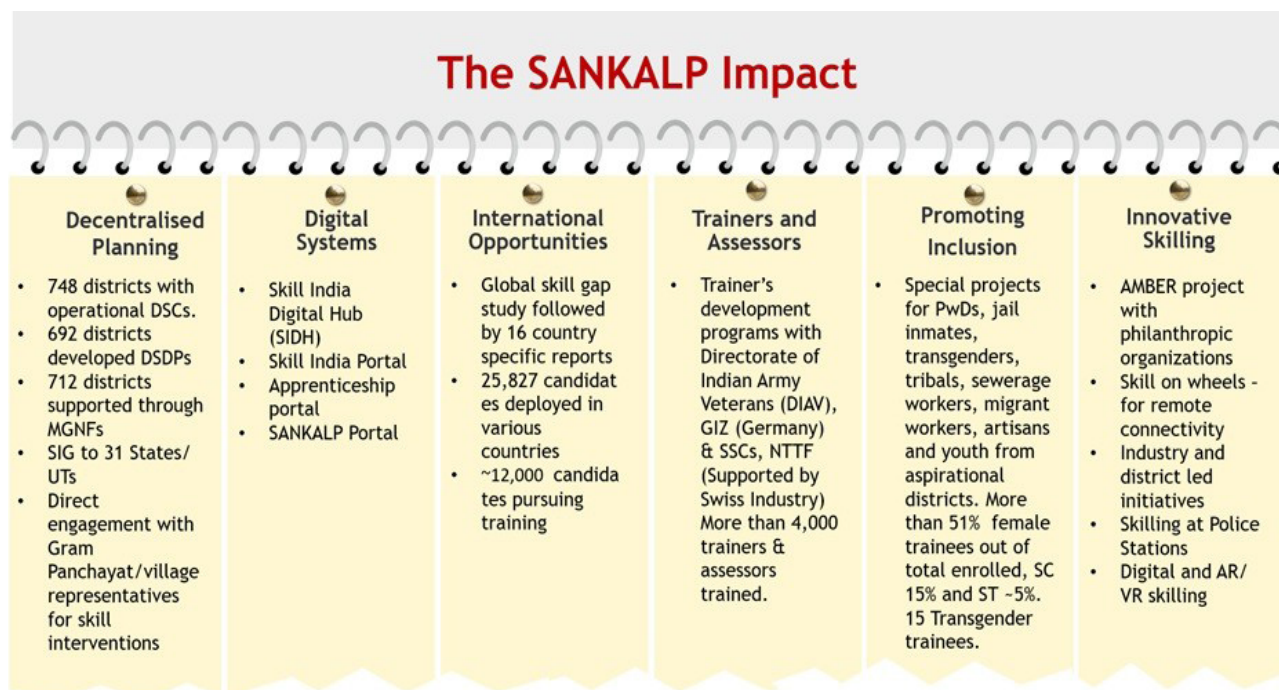 The SANKALP Impact
Decentralised
Planning
• 748 districts with
operational DSCs.
• 692 districts
developed DSDPs
• 712 districts
supported through
MGNFs
• SIG to 31 States/
UTs
• Direct
engagement with
Gram
Panchayat/village
representatives
for skill
interventions
Digital
Systems
• Skill India
Digital Hub
(SIDH)
• Skill India Portal
• Apprenticeship
portal
• SANKALP Portal
International
Opportunities
• Global skill gap
study followed
by 16 country
specific reports
• 25,827 candidat
es deployed in
various
countries
• ~12,000 candida
tes pursuing
training
Trainers and
Assessors
• Trainer's
development
programs with
Directorate of
Indian Army
Veterans (DIAV),
GIZ (Germany)
& SSCs, NTTF
(Supported by
Swiss Industry)
More than 4,000
trainers &
assessors
trained.
Promoting
Inclusion
• Special projects
for PwDs, jail
inmates,
transgenders,
tribals, sewerage
workers, migrant
workers, artisans
and youth from
aspirational
districts. More
than 51% female
trainees out of
total enrolled, SC
15% and ST ~5%.
15 Transgender
trainees.
Innovative
Skilling
• AMBER project
with
philanthropic
organizations
• Skill on wheels -
for remote
connectivity
• Industry and
district led
initiatives
• Skilling at Police
Stations
• Digital and AR/
VR skilling